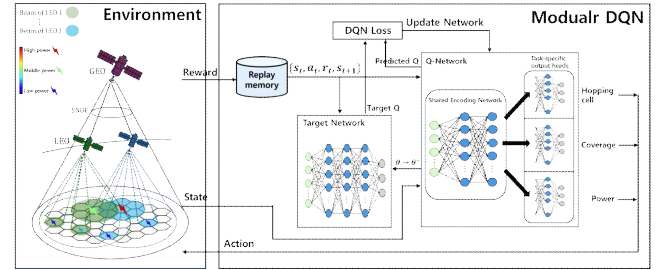 Environment
Beam of LEO 1
Beam of LEO 2
High power
Middle power
Low power
GEO
LEO
Reward
State
Action
Modualr DQN
DQN Loss
Update Network
Predicted Q
Replay
memory
{s_t, a_t, r_t, s_{t+1}}
Target Q
Target Network
θ → θ⁻
Q-Network
Shared Encoding Network
Task-specific
output heads
Hopping
cell
Coverage
Power